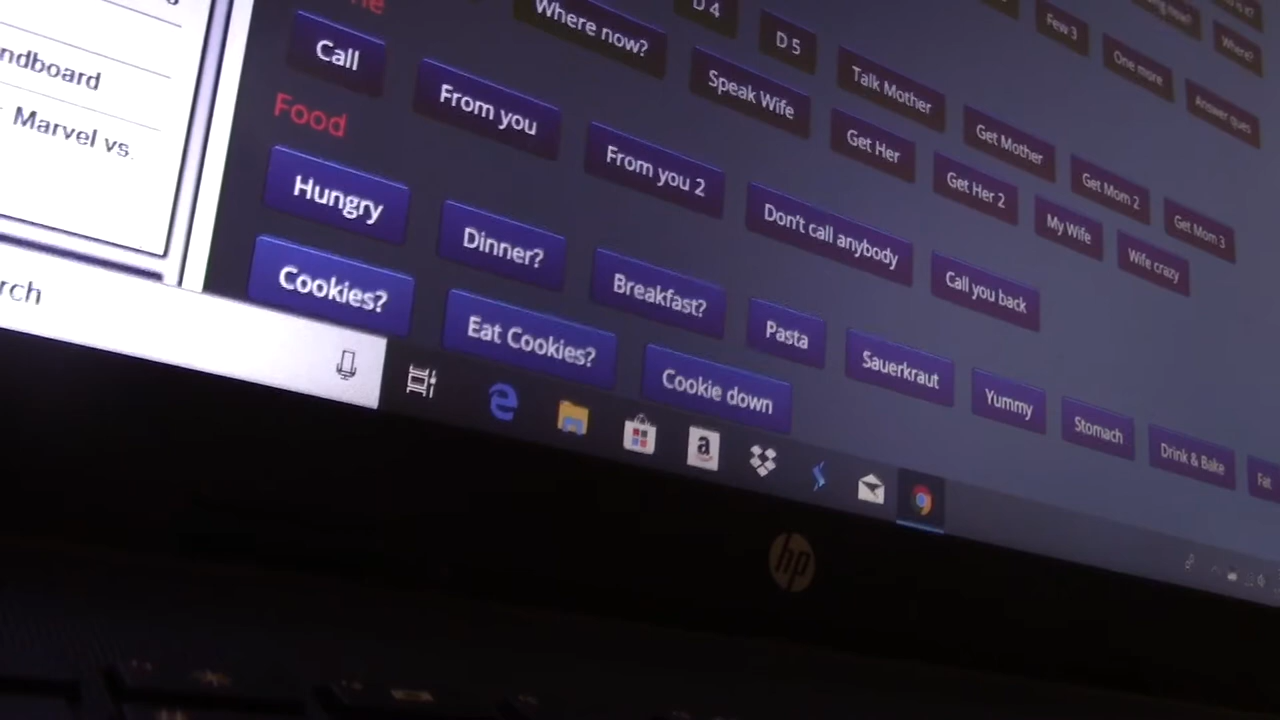 ndboard
Marvel vs.
rch
Call
Where now?
D 4
D 5
Few 3
Where?
From you
Speak Wife
Talk Mother
One more
Answer ques
Food
From you 2
Get Her
Get Mother
Hungry
Don't call anybody
Get Her 2
Get Mom 2
Dinner?
Call you back
My Wife
Get Mom 3
Cookies?
Breakfast?
Wife crazy
Eat Cookies?
Pasta
Cookie down
Sauerkraut
Yummy
Stomach
Drink & Bake
Fat
a
hp